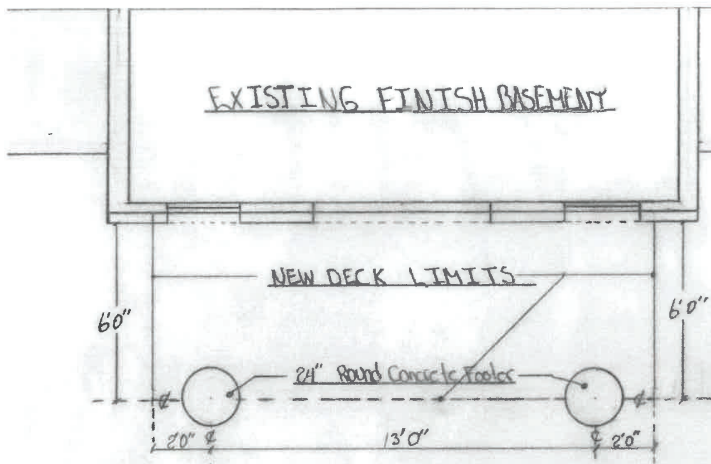 EXISTING FINISH BASEMENT
NEW DECK LIMITS
6'0" 6'0"
24" Round Concrete Footer
2'0" 13'0" 2'0"